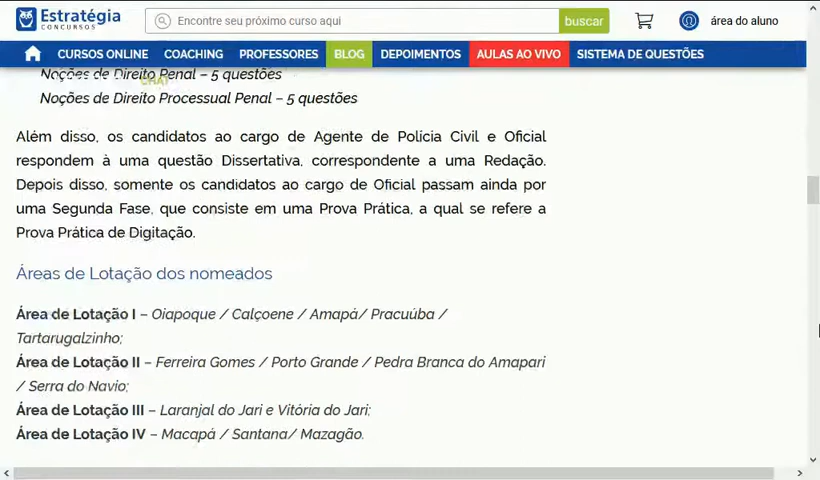 Estratégia
CONCURSOS
Encontre seu próximo curso aqui
buscar
área do aluno
CURSOS ONLINE COACHING PROFESSORES BLOG DEPOIMENTOS AULAS AO VIVO SISTEMA DE QUESTÕES
Noções de Direito Penal – 5 questões
Noções de Direito Processual Penal – 5 questões
Além disso, os candidatos ao cargo de Agente de Polícia Civil e Oficial
respondem à uma questão Dissertativa, correspondente a uma Redação.
Depois disso, somente os candidatos ao cargo de Oficial passam ainda por
uma Segunda Fase, que consiste em uma Prova Prática, a qual se refere a
Prova Prática de Digitação.
Áreas de Lotação dos nomeados
Área de Lotação I – Oiapoque / Calçoene / Amapá/ Pracuúba /
Tartarugalzinho;
Área de Lotação II – Ferreira Gomes / Porto Grande / Pedra Branca do Amapari
/ Serra do Navio;
Área de Lotação III – Laranjal do Jari e Vitória do Jari;
Área de Lotação IV – Macapá / Santana/ Mazagão.